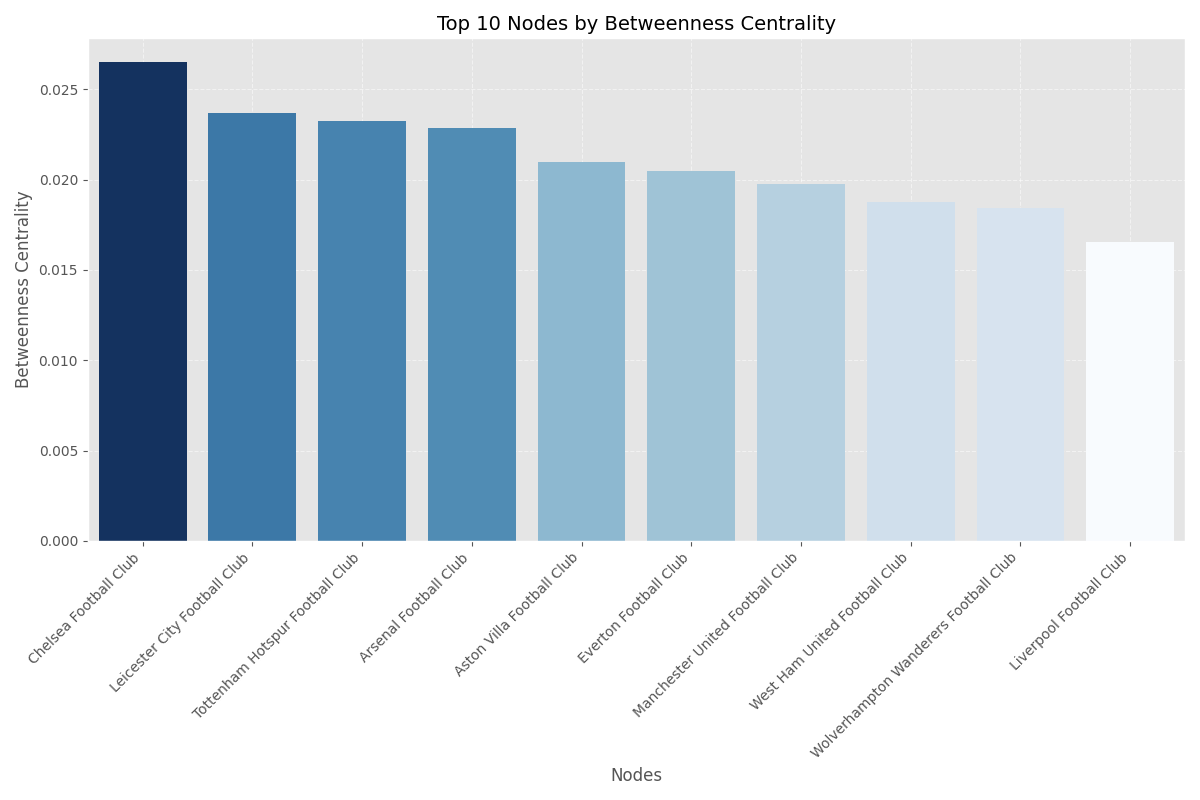 Top 10 Nodes by Betweenness Centrality
Betweenness Centrality
0.025
0.020
0.015
0.010
0.005
0.000
Chelsea Football Club
Leicester City Football Club
Tottenham Hotspur Football Club
Arsenal Football Club
Aston Villa Football Club
Everton Football Club
Manchester United Football Club
West Ham United Football Club
Wolverhampton Wanderers Football Club
Liverpool Football Club
Nodes